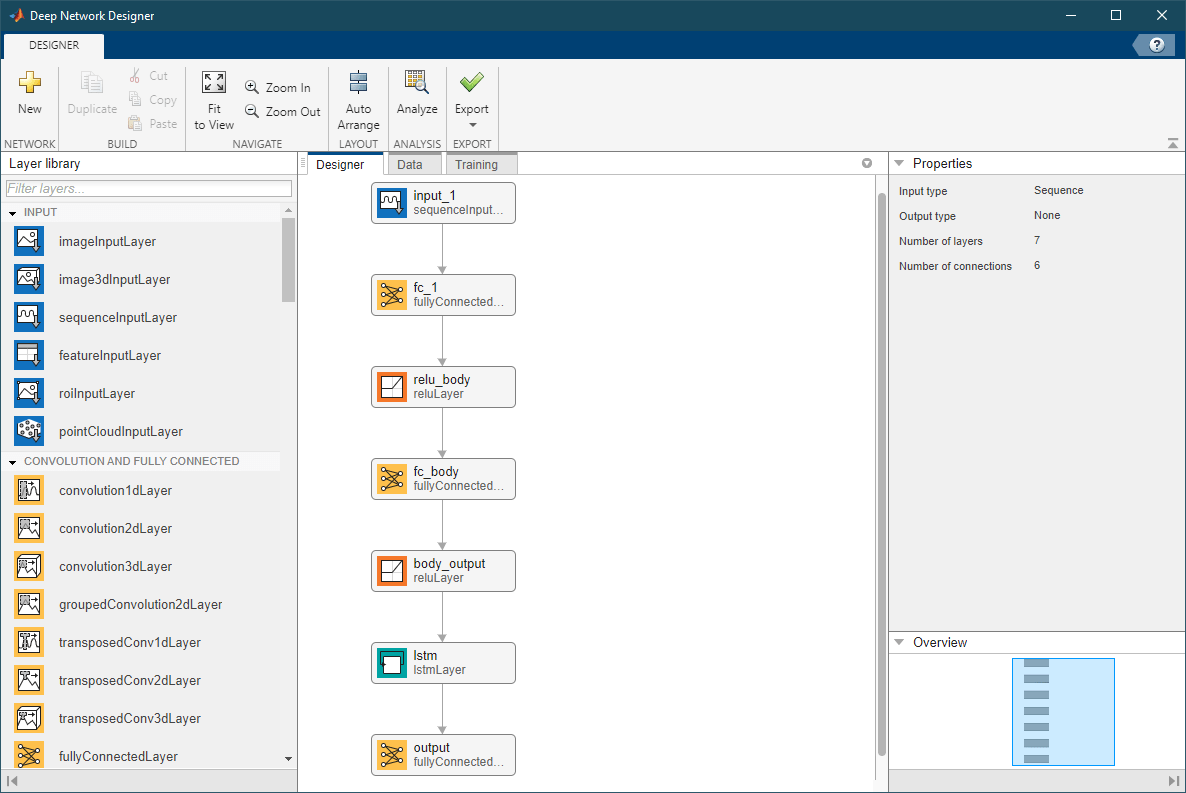 Deep Network Designer
DESIGNER
New
Duplicate
Cut
Copy
Paste
Fit
to View
Zoom In
Zoom Out
Auto
Arrange
Analyze
Export
NETWORK
BUILD
NAVIGATE
LAYOUT
ANALYSIS
EXPORT
Layer library
Filter layers...
INPUT
imageInputLayer
image3dInputLayer
sequenceInputLayer
featureInputLayer
roiInputLayer
pointCloudInputLayer
CONVOLUTION AND FULLY CONNECTED
convolution1dLayer
convolution2dLayer
convolution3dLayer
groupedConvolution2dLayer
transposedConv1dLayer
transposedConv2dLayer
transposedConv3dLayer
fullyConnectedLayer
Designer
Data
Training
input_1
sequenceInput...
fc_1
fullyConnected...
relu_body
reluLayer
fc_body
fullyConnected...
body_output
reluLayer
lstm
lstmLayer
output
fullyConnected...
Properties
Input type Sequence
Output type None
Number of layers 7
Number of connections 6
Overview